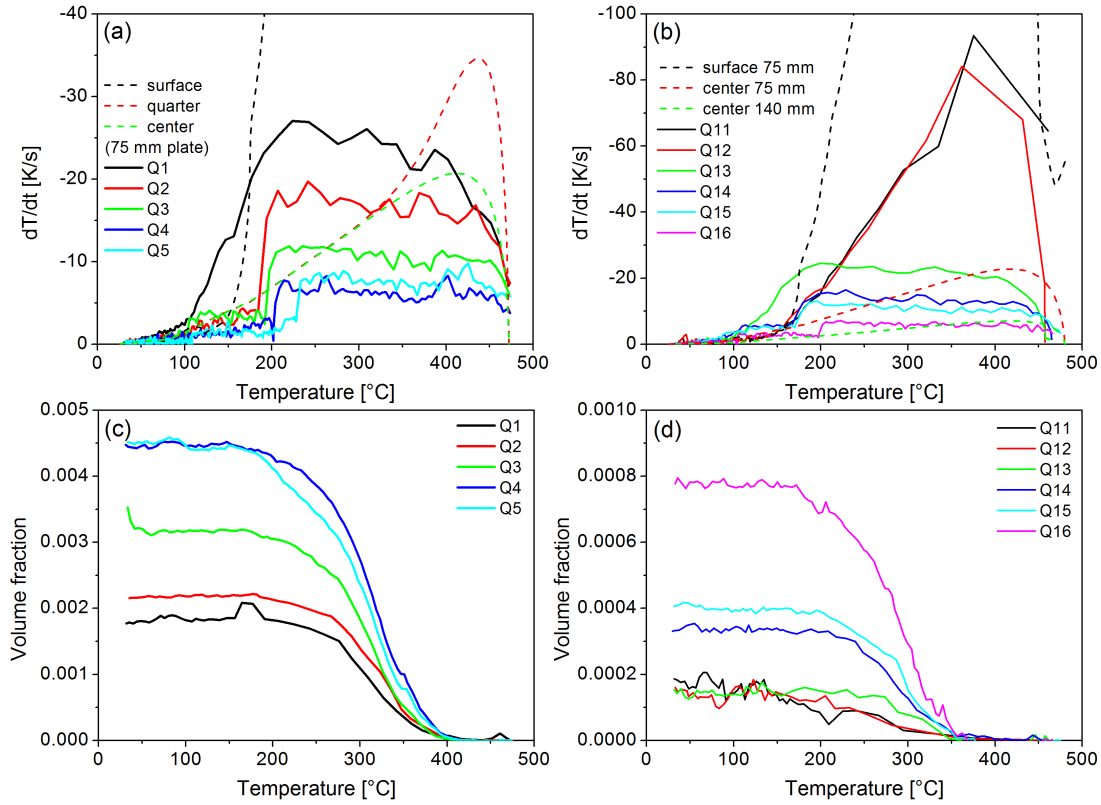 (a)
-40
-30
-20
-10
0
dT/dt [K/s]
surface
quarter
center
(75 mm plate)
Q1
Q2
Q3
Q4
Q5
0 100 200 300 400 500
Temperature [°C]
(b)
-100
-80
-60
-40
-20
0
dT/dt [K/s]
surface 75 mm
center 75 mm
center 140 mm
Q11
Q12
Q13
Q14
Q15
Q16
0 100 200 300 400 500
Temperature [°C]
(c)
0.005
0.004
0.003
0.002
0.001
0.000
Volume fraction
Q1
Q2
Q3
Q4
Q5
0 100 200 300 400 500
Temperature [°C]
(d)
0.0010
0.0008
0.0006
0.0004
0.0002
0.0000
Volume fraction
Q11
Q12
Q13
Q14
Q15
Q16
0 100 200 300 400 500
Temperature [°C]